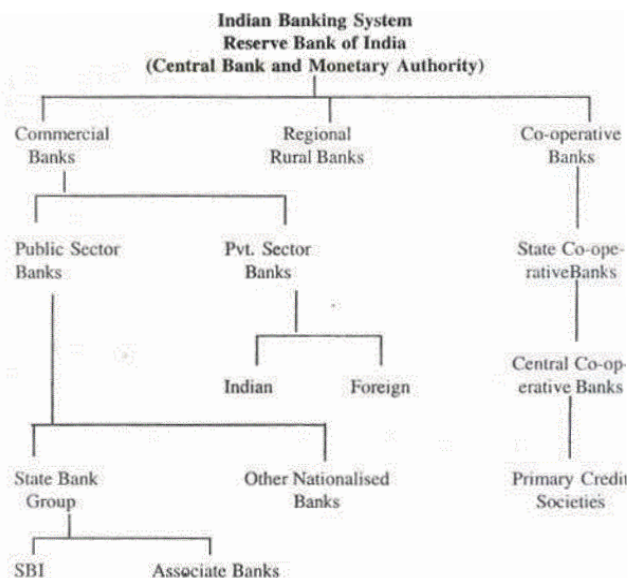 Indian Banking System
Reserve Bank of India
(Central Bank and Monetary Authority)
Commercial
Banks
Regional
Rural Banks
Co-operative
Banks
Public Sector
Banks
Pvt. Sector
Banks
State Co-ope-
rativeBanks
Indian
Foreign
Central Co-op-
erative Banks
State Bank
Group
Other Nationalised
Banks
Primary Credit
Societies
SBI
Associate Banks